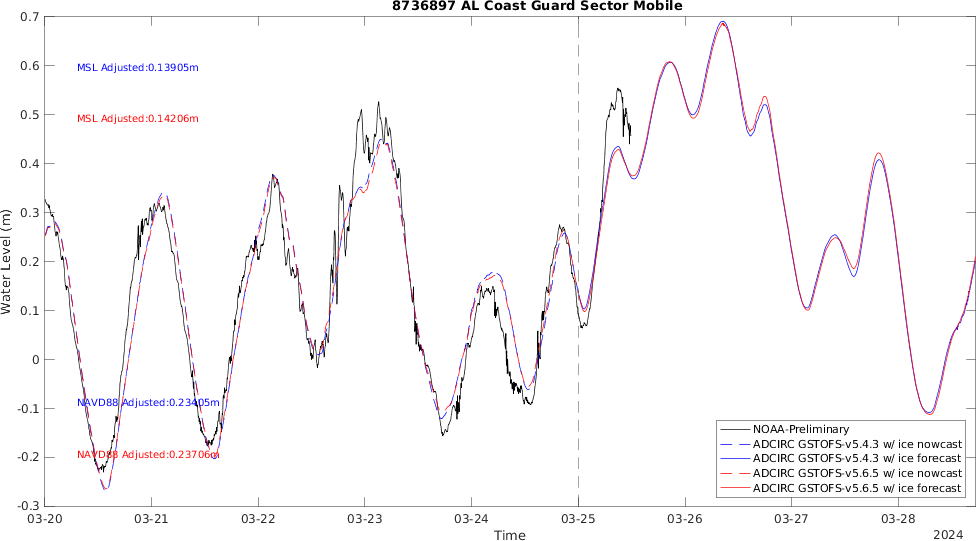 8736897 AL Coast Guard Sector Mobile
0.7
0.6
0.5
0.4
0.3
0.2
0.1
0
-0.1
-0.2
-0.3
Water Level (m)
MSL Adjusted:0.13905m
MSL Adjusted:0.14206m
NAVD88 Adjusted:0.23405m
NAVD88 Adjusted:0.23706m
NOAA-Preliminary
ADCIRC GSTOFS-v5.4.3 w/ ice nowcast
ADCIRC GSTOFS-v5.4.3 w/ ice forecast
ADCIRC GSTOFS-v5.6.5 w/ ice nowcast
ADCIRC GSTOFS-v5.6.5 w/ ice forecast
03-20 03-21 03-22 03-23 03-24 03-25 03-26 03-27 03-28
Time
2024